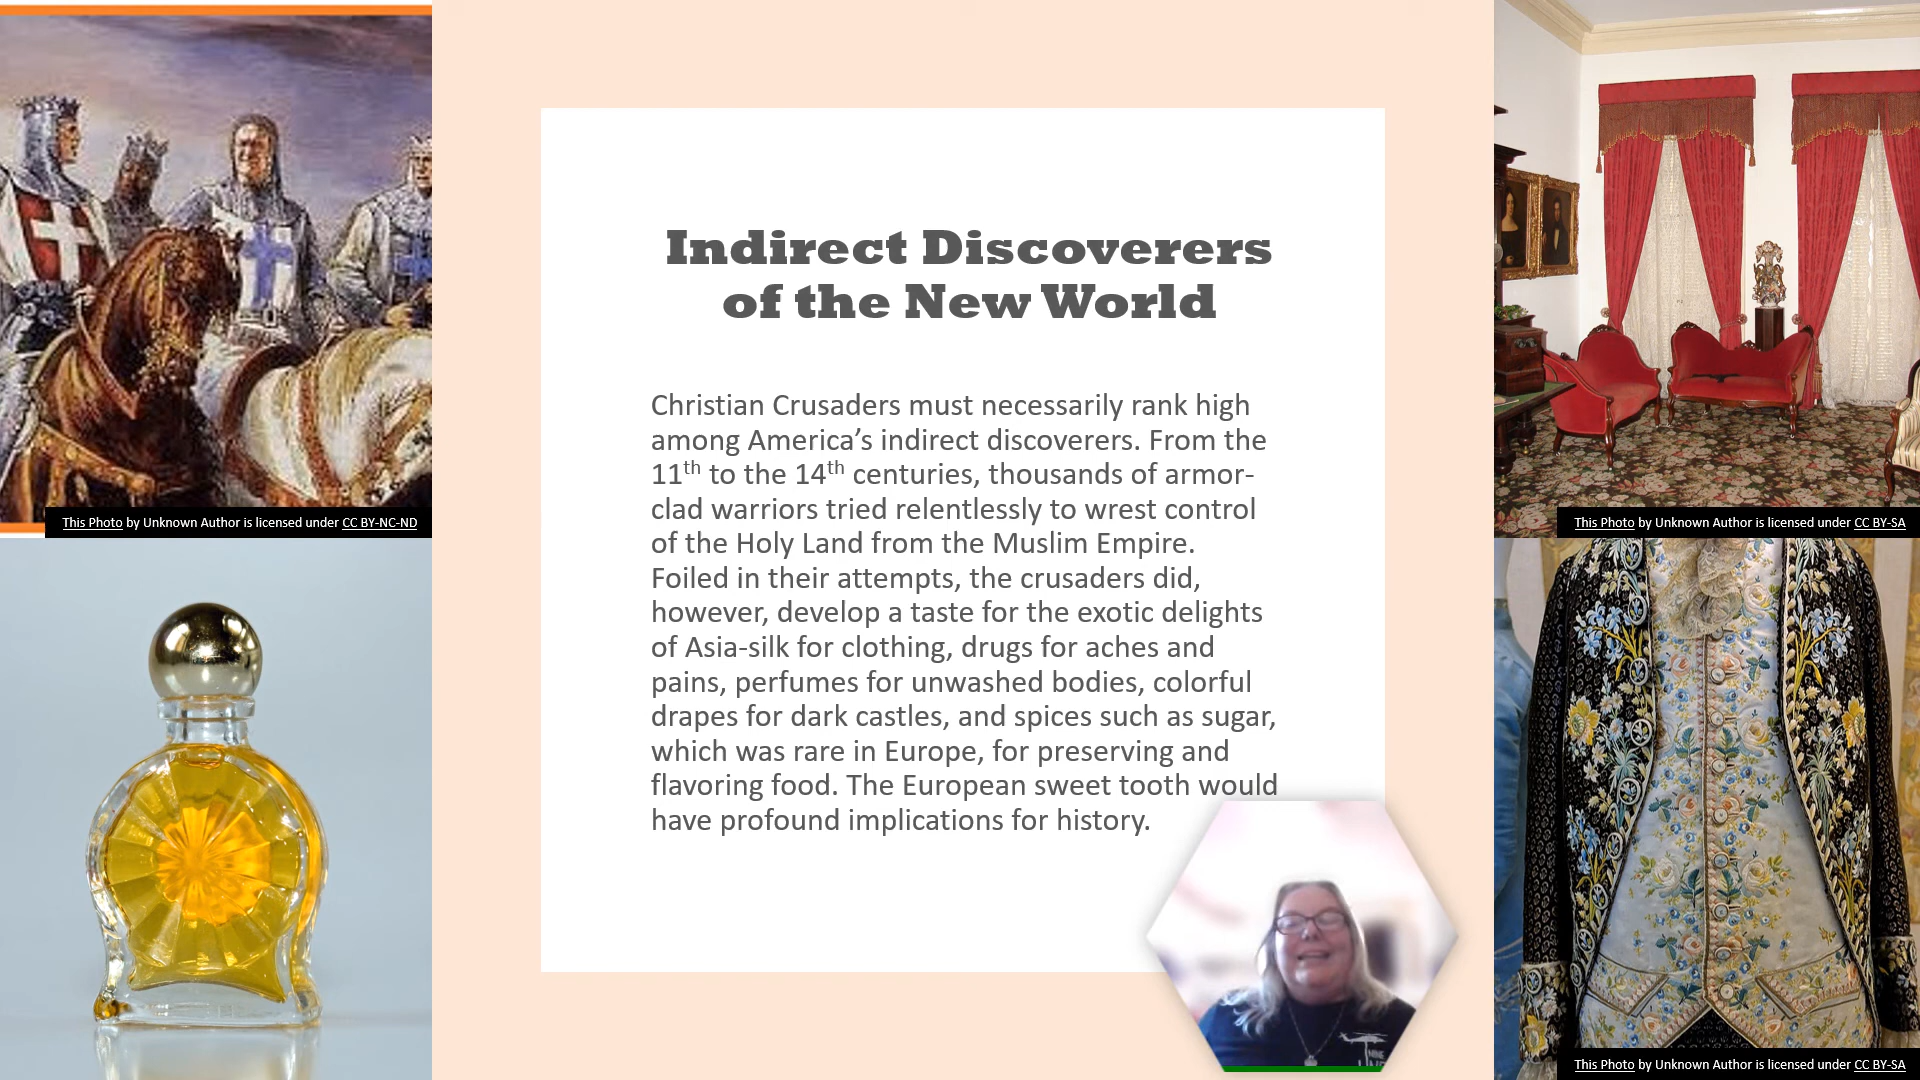 Indirect Discoverers
of the New World
Christian Crusaders must necessarily rank high
among America’s indirect discoverers. From the
11th to the 14th centuries, thousands of armor-
clad warriors tried relentlessly to wrest control
of the Holy Land from the Muslim Empire.
Foiled in their attempts, the crusaders did,
however, develop a taste for the exotic delights
of Asia-silk for clothing, drugs for aches and
pains, perfumes for unwashed bodies, colorful
drapes for dark castles, and spices such as sugar,
which was rare in Europe, for preserving and
flavoring food. The European sweet tooth would
have profound implications for history.
This Photo by Unknown Author is licensed under CC BY-NC-ND
This Photo by Unknown Author is licensed under CC BY-SA
This Photo by Unknown Author is licensed under CC BY-SA